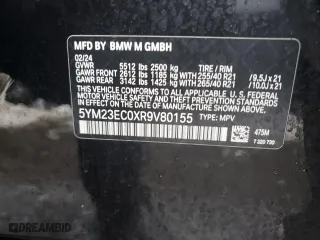 MFD BY BMW M GMBH
02/24
GVWR 5512 lbs 2500 kg TIRE / RIM
GAWR FRONT 2612 lbs 1185 kg with 255/40 R21 / 9.5J x 21
GAWR REAR 3142 lbs 1425 kg with 265/40 R21 / 10.0J x 21
THIS VEHICLE CONFORMS TO ALL APPLICABLE
FEDERAL MOTOR VEHICLE SAFETY, BUMPER,
AND THEFT PREVENTION STANDARDS
IN EFFECT ON THE DATE OF MANUFACTURE SHOWN ABOVE.
5YM23EC0XR9V80155 TYPE: MPV
475M
DREAMBID